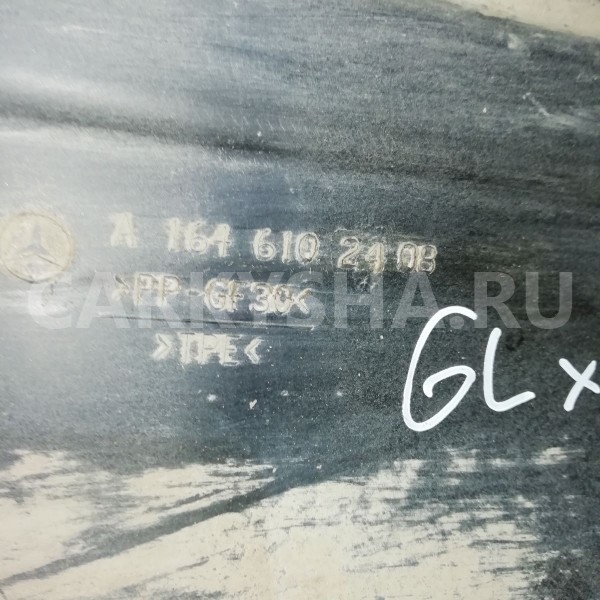 A 164 610 24 08
>PP-GF30<
CARKYSHA.RU
>TPE<
GL x